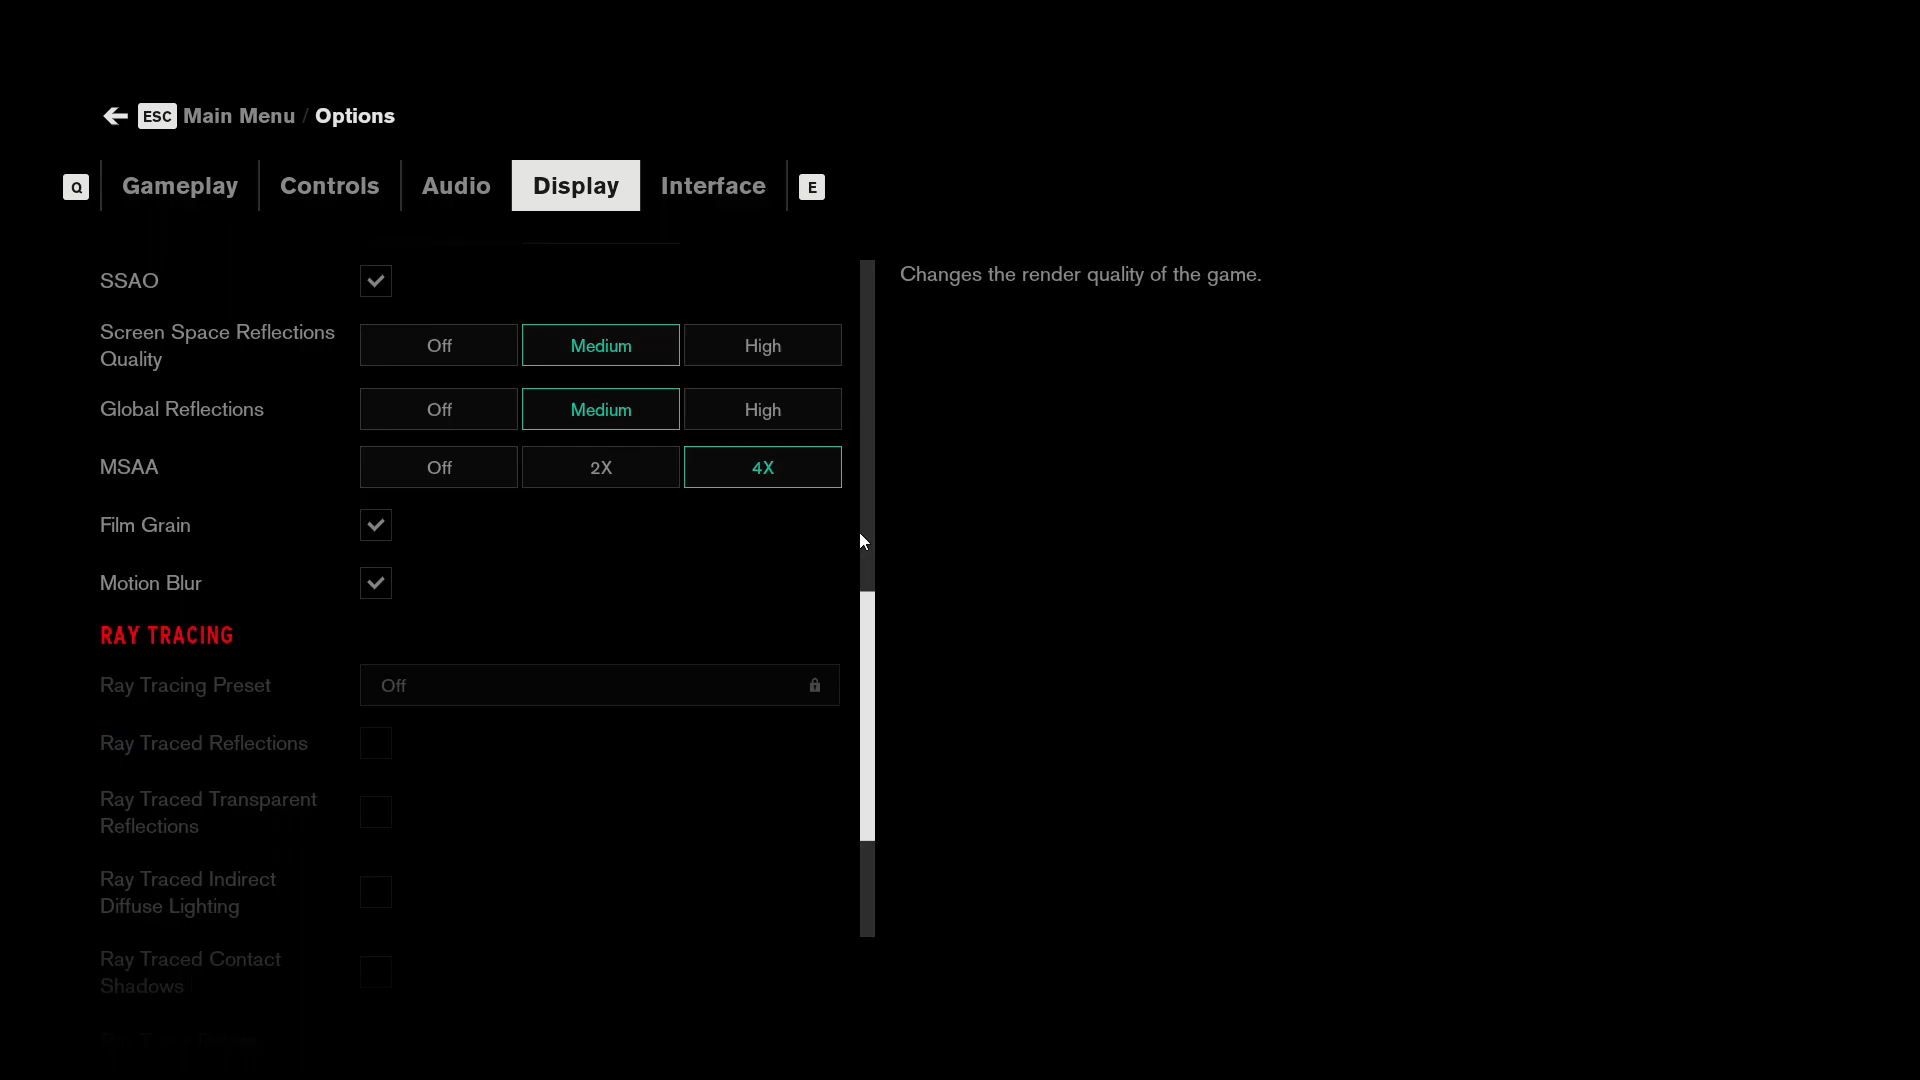 ESC Main Menu / Options
Q Gameplay Controls Audio Display Interface E
SSAO
Changes the render quality of the game.
Screen Space Reflections
Quality
Off Medium High
Global Reflections Off Medium High
MSAA Off 2X 4X
Film Grain
Motion Blur
RAY TRACING
Ray Tracing Preset Off
Ray Traced Reflections
Ray Traced Transparent
Reflections
Ray Traced Indirect
Diffuse Lighting
Ray Traced Contact
Shadows